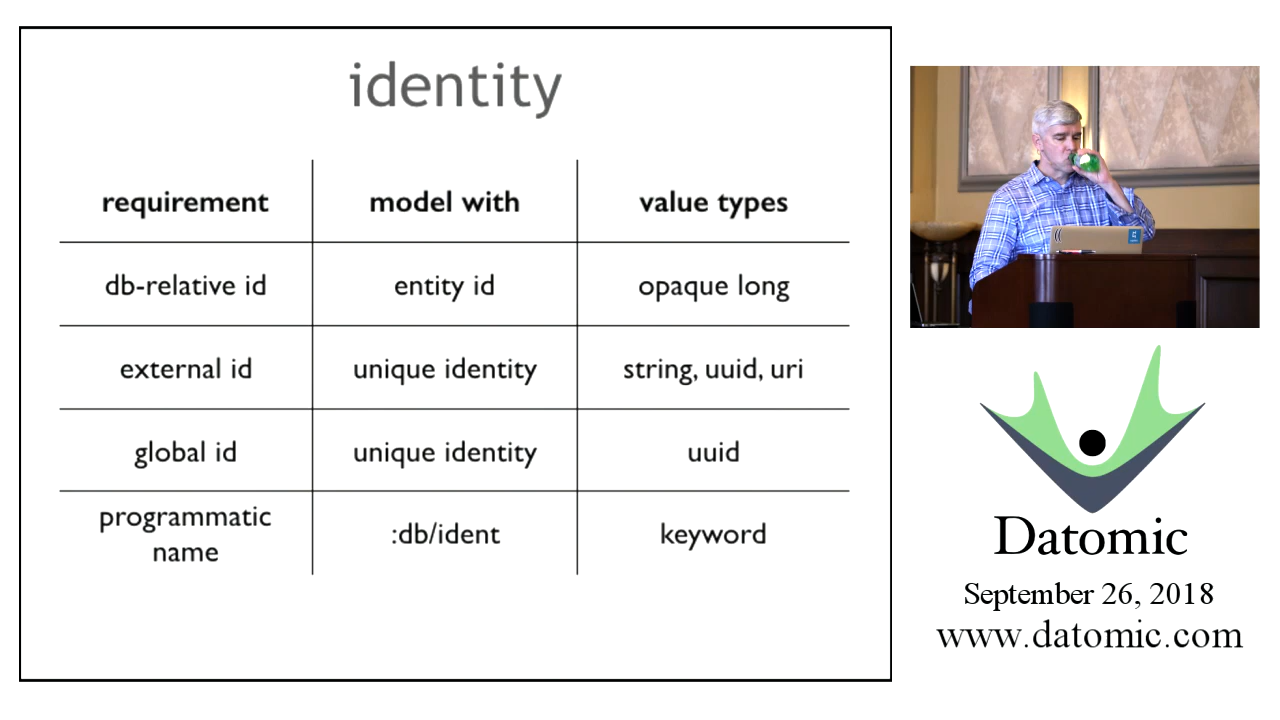 identity
requirement model with value types
db-relative id entity id opaque long
external id unique identity string, uuid, uri
global id unique identity uuid
programmatic
name :db/ident keyword
Datomic
September 26, 2018
www.datomic.com